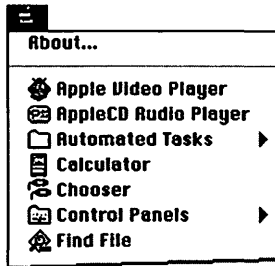 About...
Apple Video Player
AppleCD Audio Player
Automated Tasks
Calculator
Chooser
Control Panels
Find File